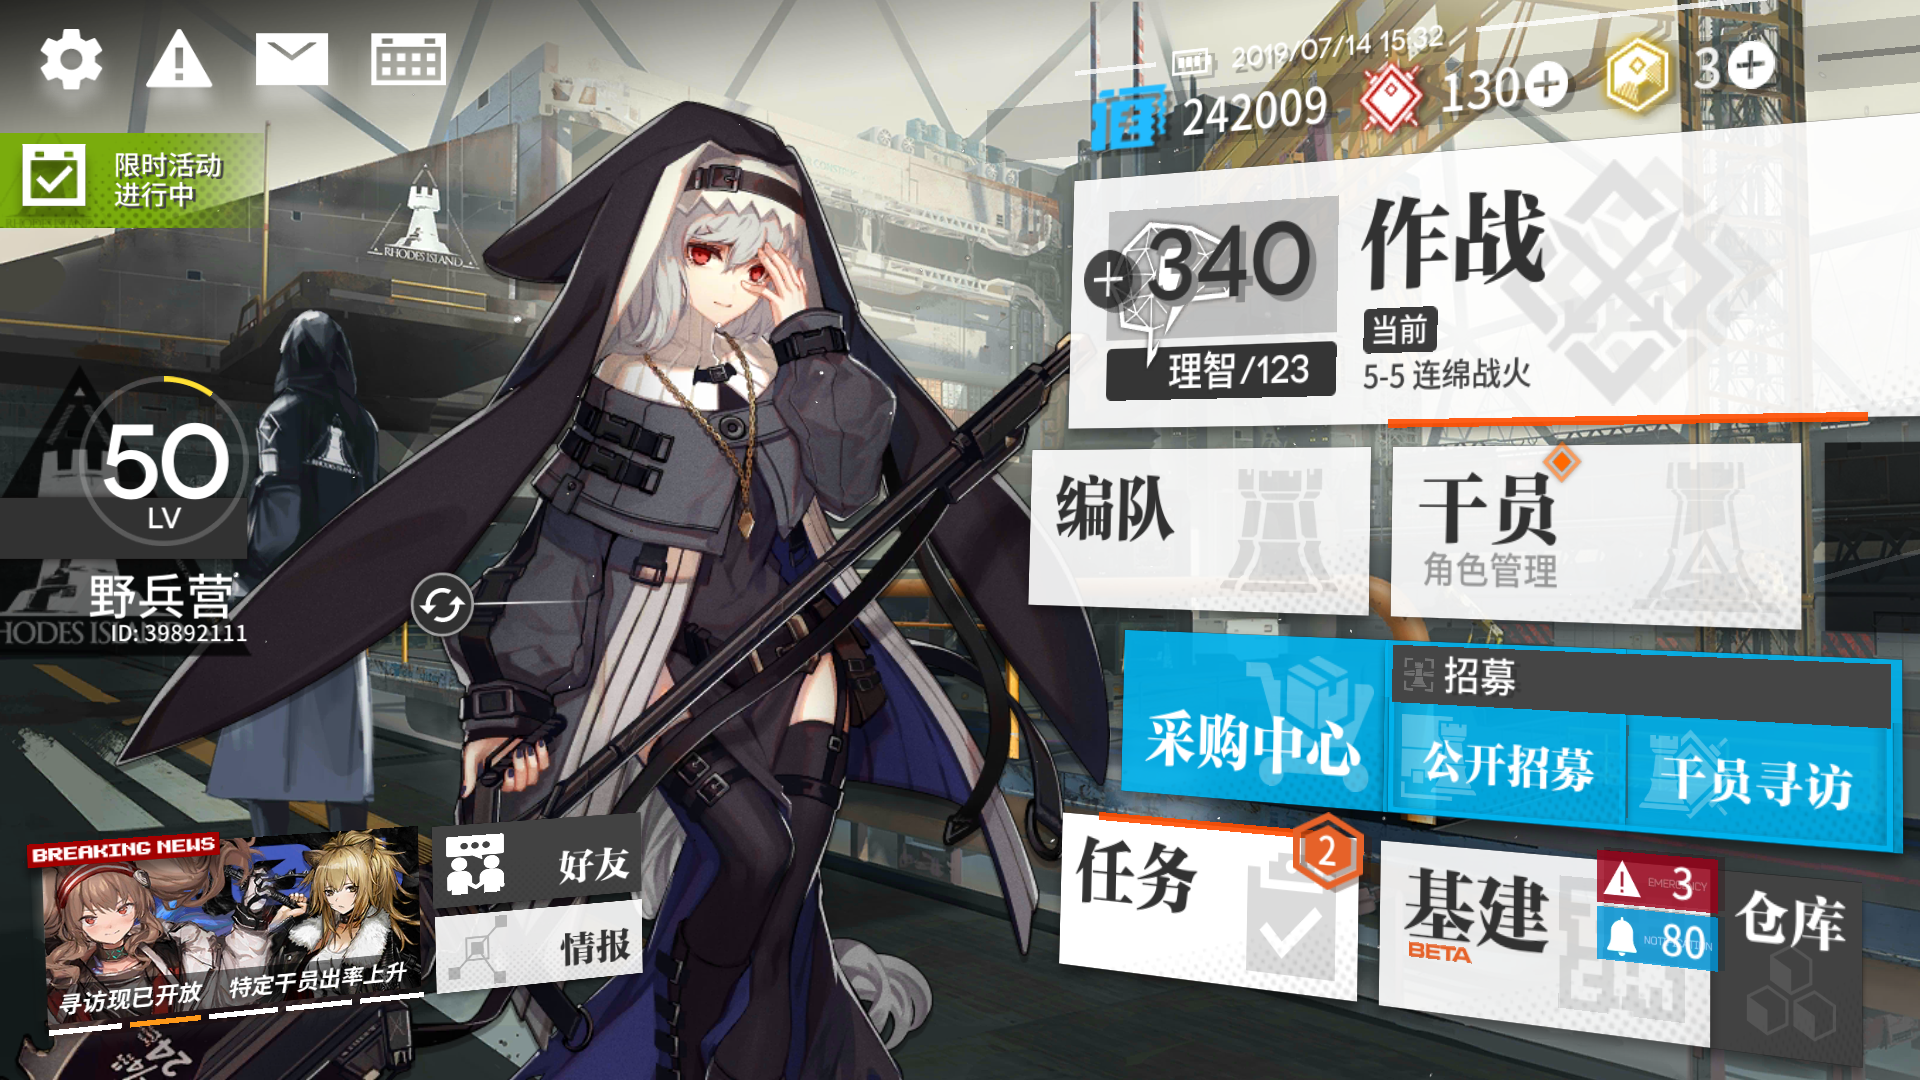 2019/07/14 15:32
242009
130
3
限时活动
进行中
RHODES ISLAND
340
理智/123
作战
当前
5-5 连绵战火
50
LV
野兵营
ID: 39892111
编队
干员
角色管理
采购中心
招募
公开招募
干员寻访
任务
2
基建
BETA
EMERGENCY
3
NOTIFICATION
80
仓库
BREAKING NEWS
寻访现已开放
特定干员出率上升
好友
情报